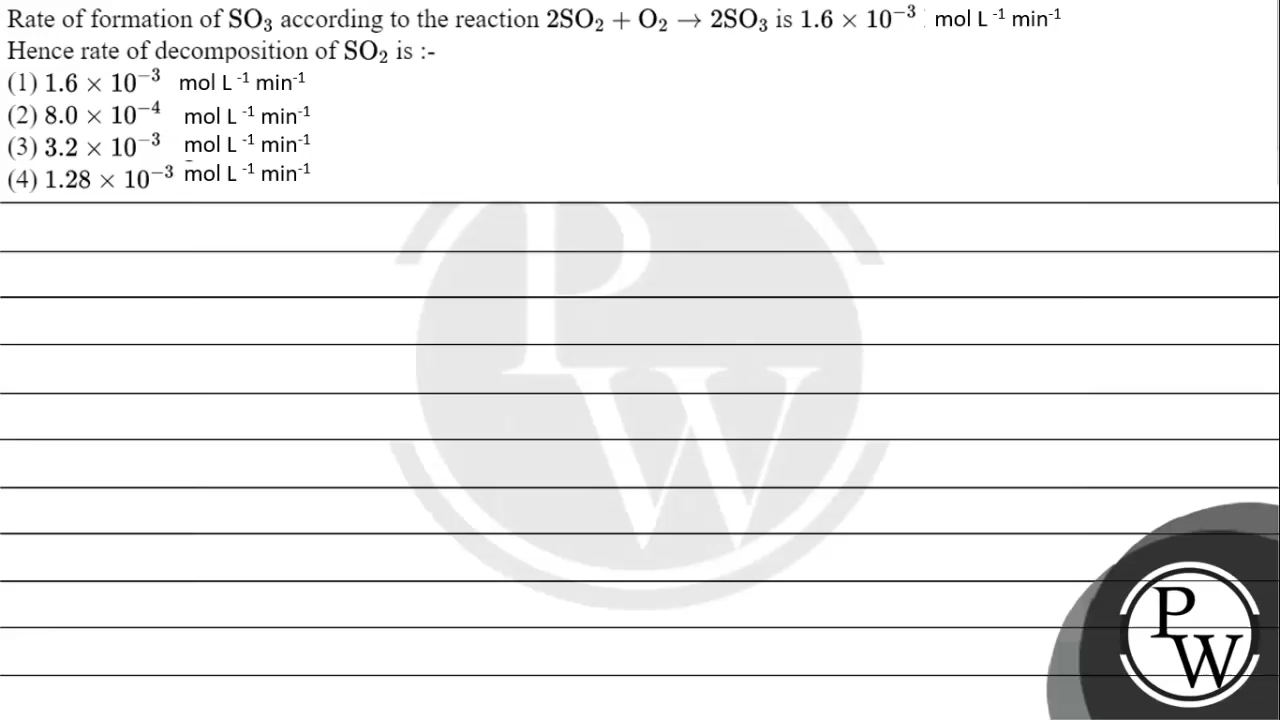 Rate of formation of SO₃ according to the reaction 2SO₂ + O₂ → 2SO₃ is 1.6 × 10⁻³ mol L ⁻¹ min⁻¹
Hence rate of decomposition of SO₂ is :-
(1) 1.6 × 10⁻³ mol L ⁻¹ min⁻¹
(2) 8.0 × 10⁻⁴ mol L ⁻¹ min⁻¹
(3) 3.2 × 10⁻³ mol L ⁻¹ min⁻¹
(4) 1.28 × 10⁻³ mol L ⁻¹ min⁻¹
P
W
P
W